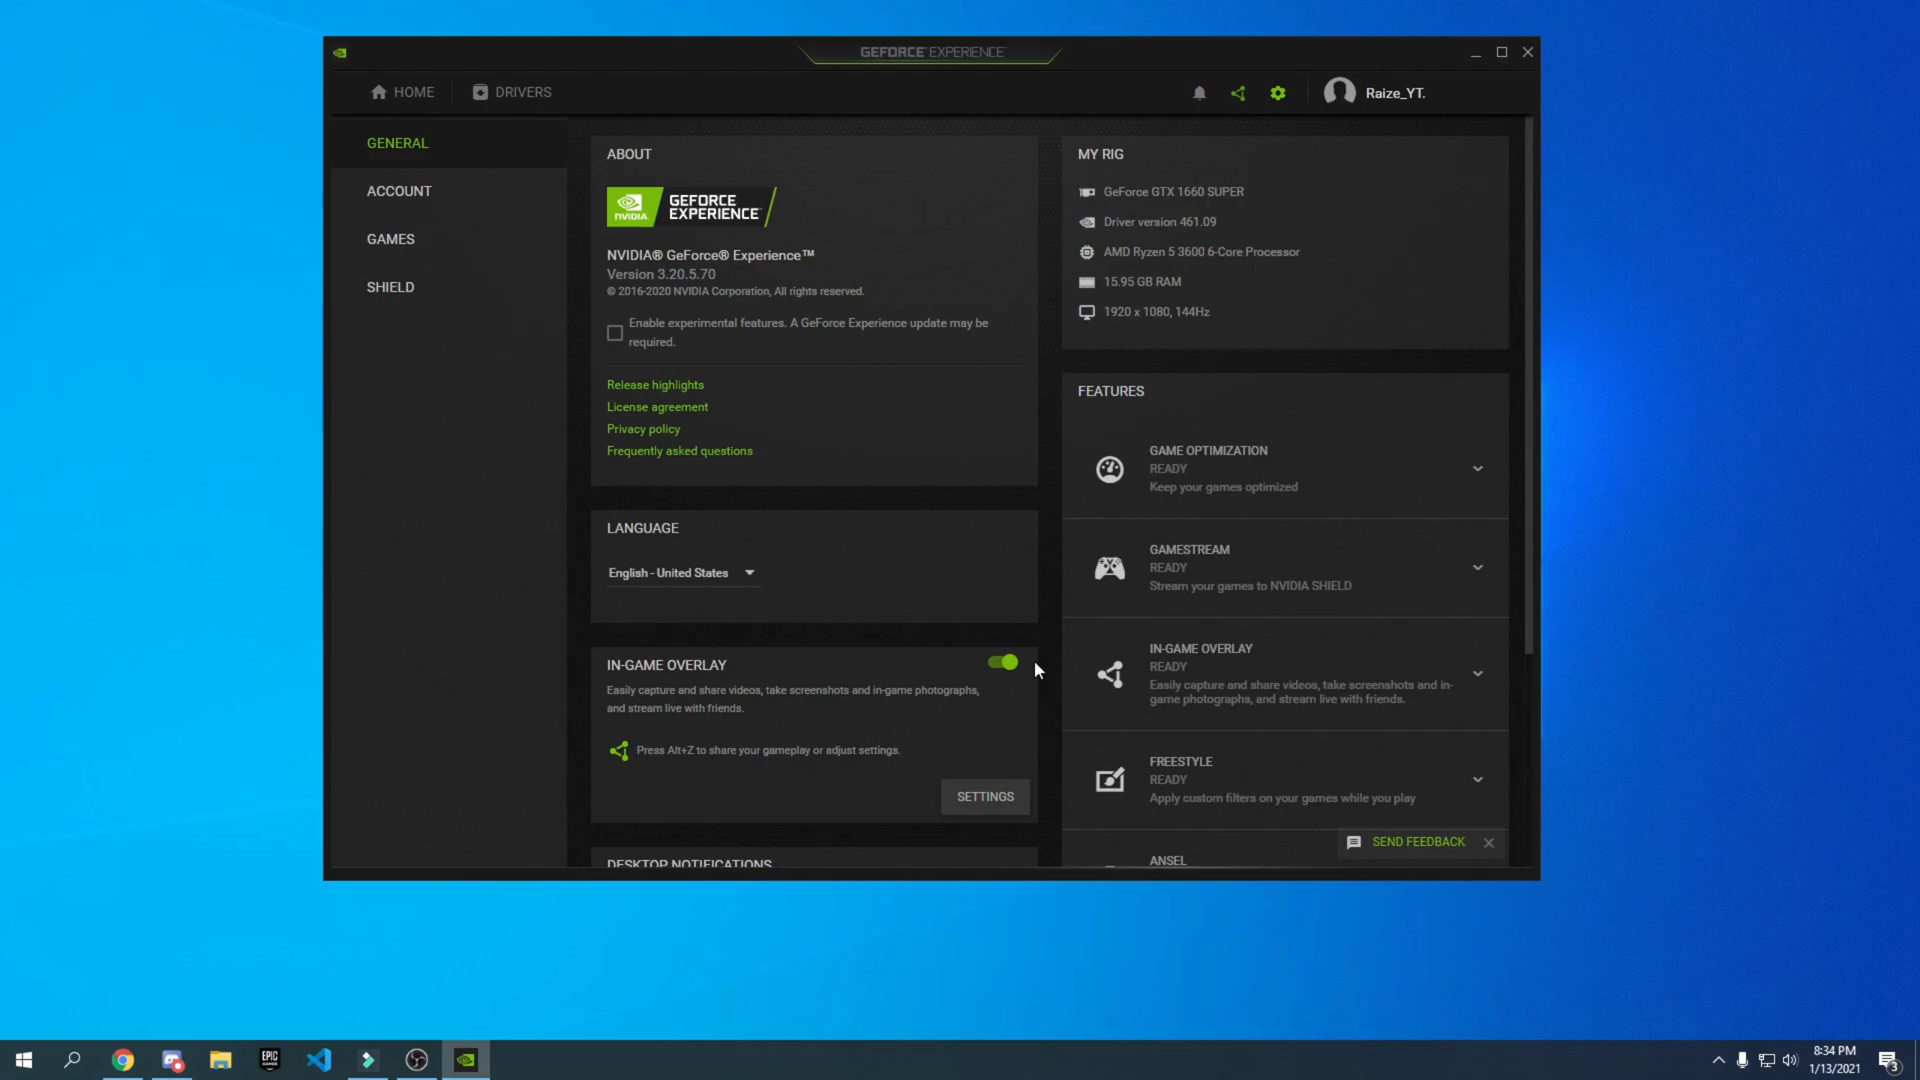 GEFORCE EXPERIENCE
HOME
DRIVERS
Raize_YT.
GENERAL
ACCOUNT
GAMES
SHIELD
ABOUT
NVIDIA
GEFORCE
EXPERIENCE
NVIDIA® GeForce® Experience™
Version 3.20.5.70
© 2016-2020 NVIDIA Corporation, All rights reserved.
Enable experimental features. A GeForce Experience update may be
required.
Release highlights
License agreement
Privacy policy
Frequently asked questions
LANGUAGE
English - United States
IN-GAME OVERLAY
Easily capture and share videos, take screenshots and in-game photographs,
and stream live with friends.
Press Alt+Z to share your gameplay or adjust settings.
SETTINGS
DESKTOP NOTIFICATIONS
MY RIG
GeForce GTX 1660 SUPER
Driver version 461.09
AMD Ryzen 5 3600 6-Core Processor
15.95 GB RAM
1920 x 1080, 144Hz
FEATURES
GAME OPTIMIZATION
READY
Keep your games optimized
GAMESTREAM
READY
Stream your games to NVIDIA SHIELD
IN-GAME OVERLAY
READY
Easily capture and share videos, take screenshots and in-
game photographs, and stream live with friends.
FREESTYLE
READY
Apply custom filters on your games while you play
SEND FEEDBACK
ANSEL
EPIC
GAMES
8:34 PM
1/13/2021
3